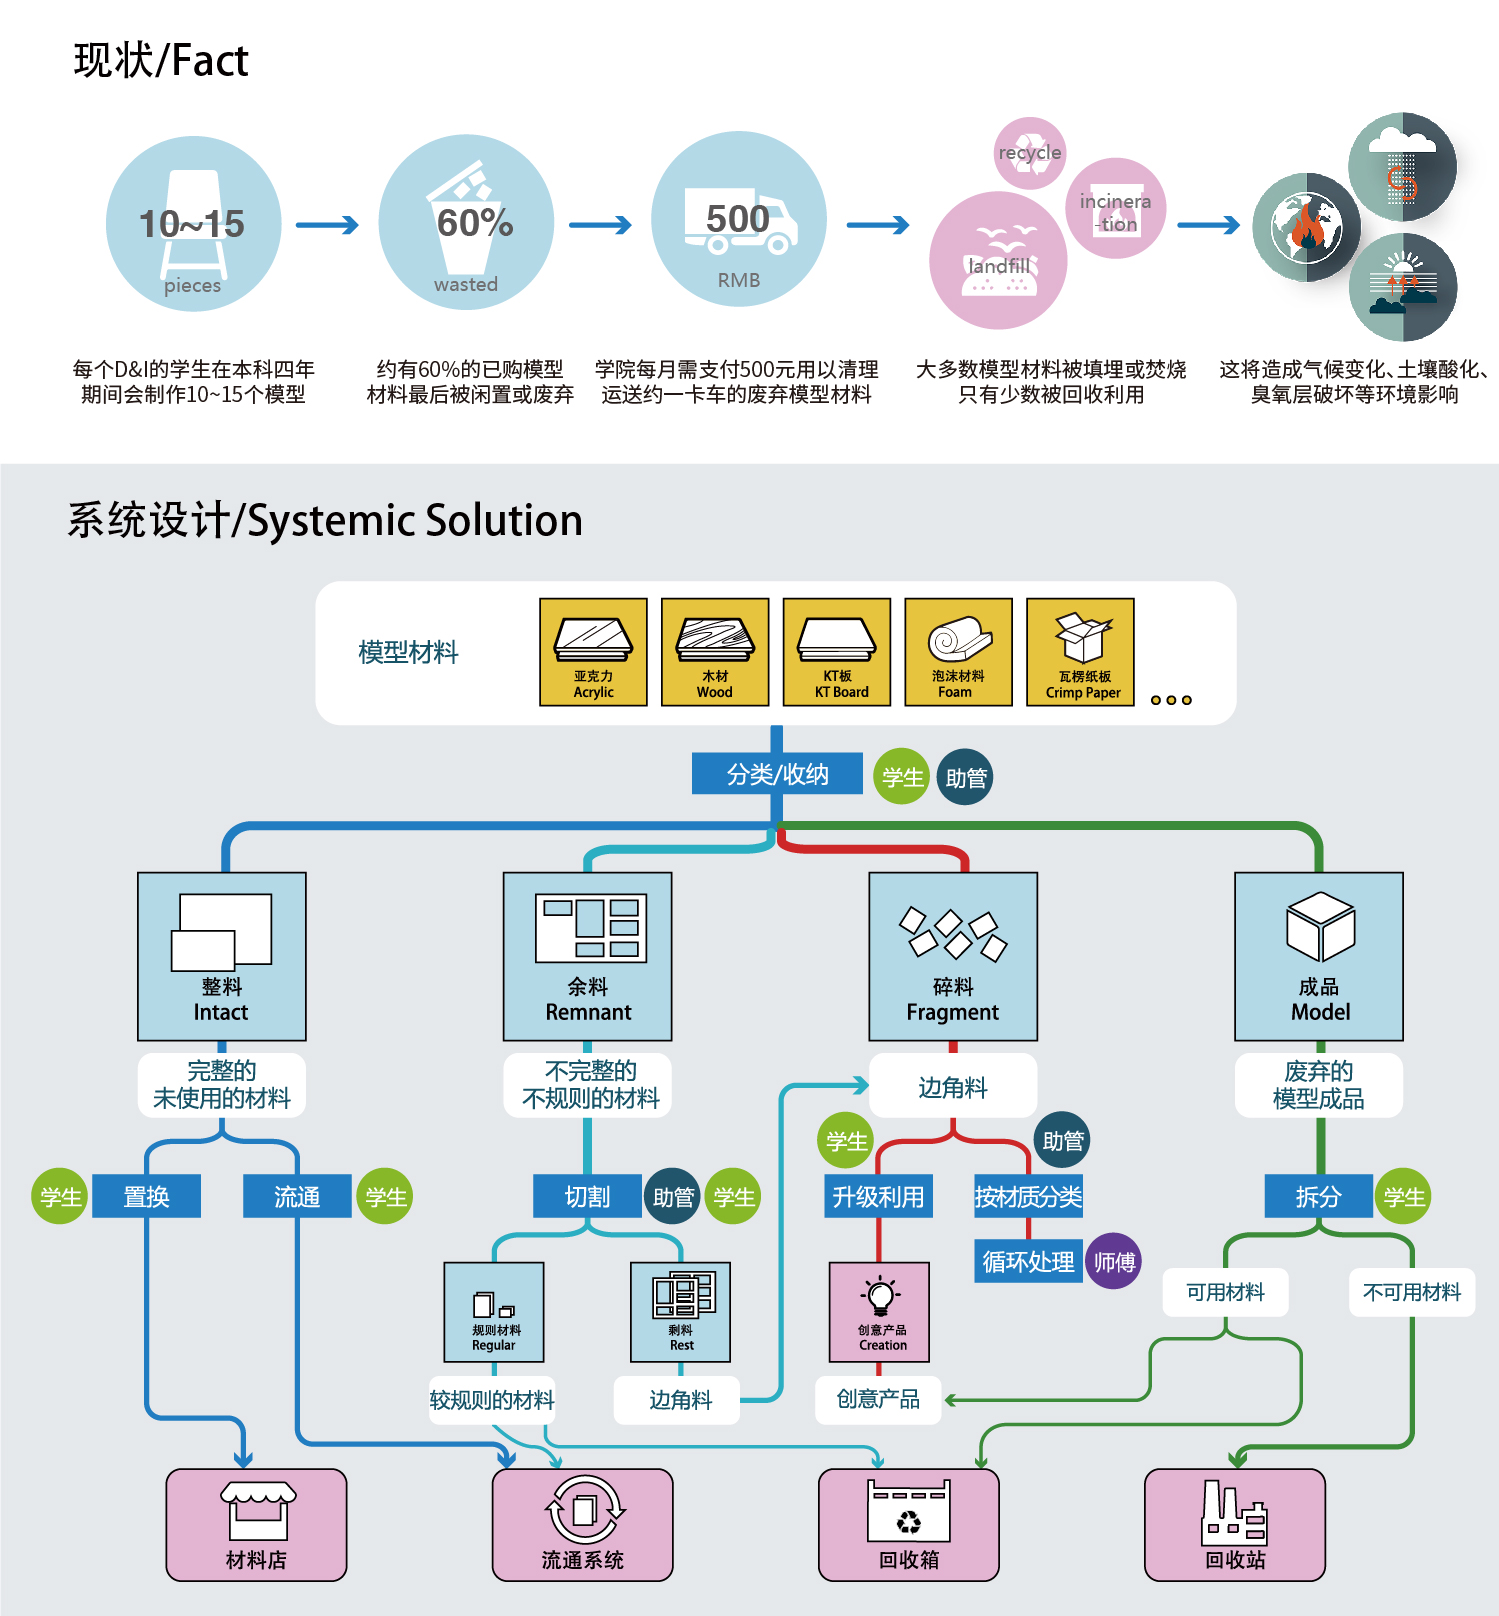 现状/Fact
10~15
pieces
60%
wasted
500
RMB
recycle
incinera
-tion
landfill
每个D&I的学生在本科四年
期间会制作10~15个模型
约有60%的已购模型
材料最后被闲置或废弃
学院每月需支付500元用以清理
运送约一卡车的废弃模型材料
大多数模型材料被填埋或焚烧
只有少数被回收利用
这将造成气候变化、土壤酸化、
臭氧层破坏等环境影响
系统设计/Systemic Solution
模型材料
亚克力
Acrylic
木材
Wood
KT板
KT Board
泡沫材料
Foam
瓦楞纸板
Crimp Paper
分类/收纳
学生
助管
整料
Intact
余料
Remnant
碎料
Fragment
成品
Model
完整的
未使用的材料
不完整的
不规则的材料
边角料
废弃的
模型成品
学生
助管
学生
置换
流通
学生
切割
助管
学生
升级利用
按材质分类
拆分
学生
循环处理
师傅
规则材料
Regular
剩料
Rest
创意产品
Creation
可用材料
不可用材料
较规则的材料
边角料
创意产品
材料店
流通系统
回收箱
回收站